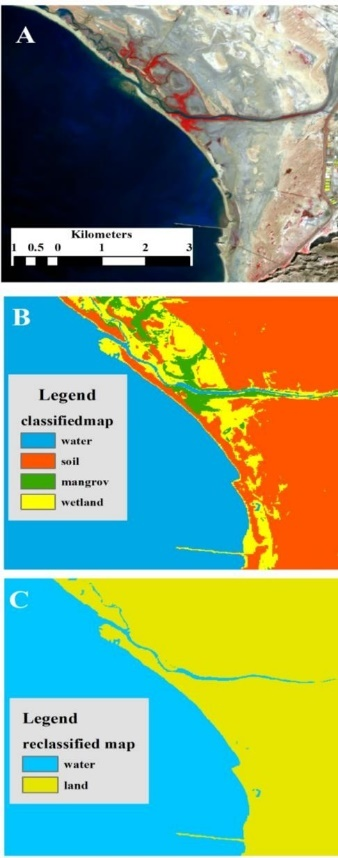 A
Kilometers
1 0.5 0 1 2 3
B
Legend
classifiedmap
water
soil
mangrov
wetland
C
Legend
reclassified map
water
land